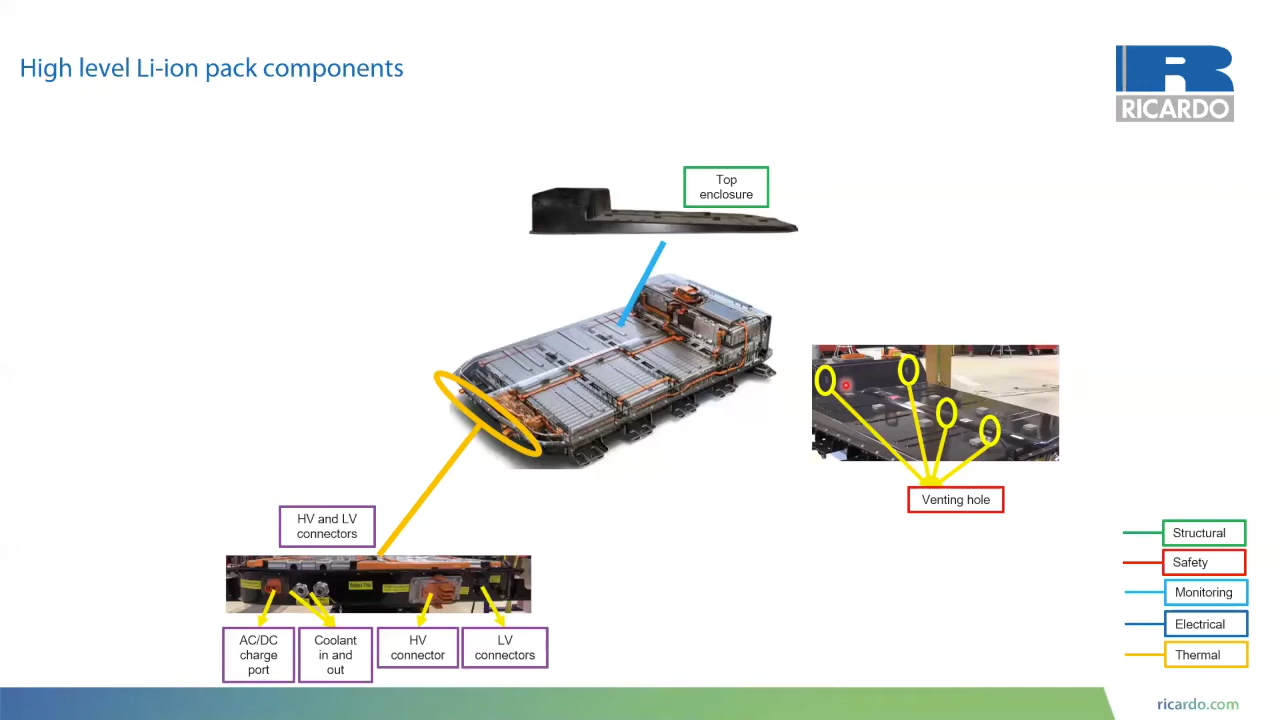 High level Li-ion pack components
RICARDO
Top
enclosure
Venting hole
HV and LV
connectors
AC/DC
charge
port
Coolant
in and
out
HV
connector
LV
connectors
Structural
Safety
Monitoring
Electrical
Thermal
ricardo.com